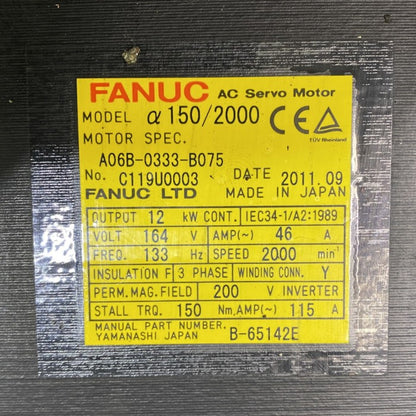 FANUC AC Servo Motor
MODEL α150/2000 CE
TÜV Rheinland
MOTOR SPEC.
A06B-0333-B075
No. C119U0003 DATE 2011.09
FANUC LTD MADE IN JAPAN
OUTPUT 12 kW CONT. IEC34-1/A2:1989
VOLT 164 V AMP(~) 46 A
FREQ. 133 Hz SPEED 2000 min⁻¹
INSULATION F 3 PHASE WINDING CONN. Y
PERM.MAG.FIELD 200 V INVERTER
STALL TRQ. 150 Nm,AMP(~) 115 A
MANUAL PART NUMBER.
YAMANASHI JAPAN B-65142E